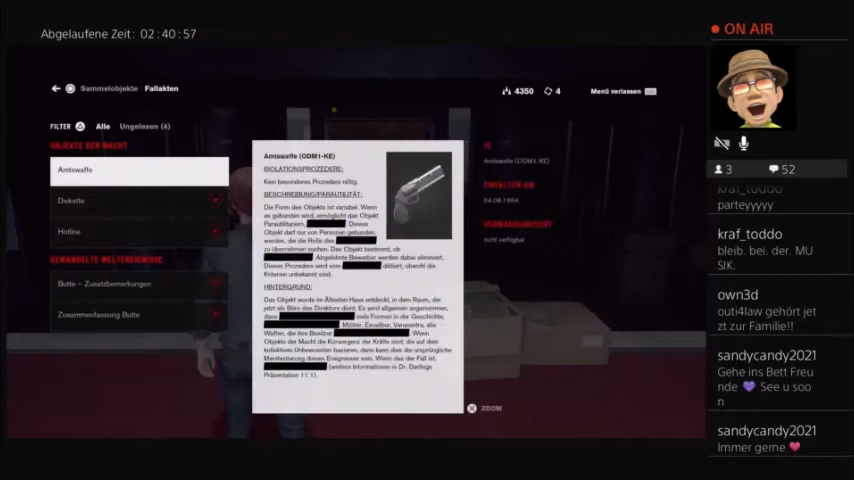 Abgelaufene Zeit: 02:40:57
ON AIR
Sammelobjekte Fallakten
4350 4 Menü verlassen
FILTER Alle Ungelesen (4)
OBJEKTE DER MACHT
Amtswaffe
Diskette
Hotline
GEWANDELTE WELTEREIGNISSE
Butte – Zusatzbemerkungen
Zusammenfassung Butte
Amtswaffe (ODM1-KE)
ISOLATIONSPROZEDERE:
Kein besonderes Prozedere nötig.
BESCHREIBUNG/PARAUTILITÄT:
Die Form des Objekts ist variabel. Wenn
es gebunden wird, ermöglicht das Objekt
Parautilitarien, Dieses
Objekt darf nur von Personen gebunden
werden, die die Rolle des
zu übernehmen suchen. Das Objekt bestimmt, ob
Abgelehnte Bewerber werden dabei eliminiert.
Dieses Prozedere wird vom diktiert, obwohl die
Kriterien unbekannt sind.
HINTERGRUND:
Das Objekt wurde im Ältesten Haus entdeckt, in dem Raum, der
jetzt als Büro des Direktors dient. Es wird allgemein angenommen,
dass viele Formen in der Geschichte,
Mjölnir, Excalibur, Varunastra, alle
Waffen, die ihre Besitzer Wenn
Objekte der Macht die Konvergenz der Kräfte sind, die auf dem
kollektiven Unbewussten basieren, dann kann dies die ursprüngliche
Manifestierung dieses Ereignisses sein. Wenn das der Fall ist,
(weitere Informationen in Dr. Darlings
Präsentation 11.1)
ID
Amtswaffe (ODM1-KE)
ERHALTEN AM
04.08.1964
nicht verfügbar
ZOOM
3 52
kraf_toddo
parteyyyyy
kraf_toddo
bleib. bei. der. MU
SIK.
own3d
outi4law gehört jet
zt zur Familie!!
sandycandy2021
Gehe ins Bett Freu
nde 💜 See u soo
n
sandycandy2021
Immer gerne 💗